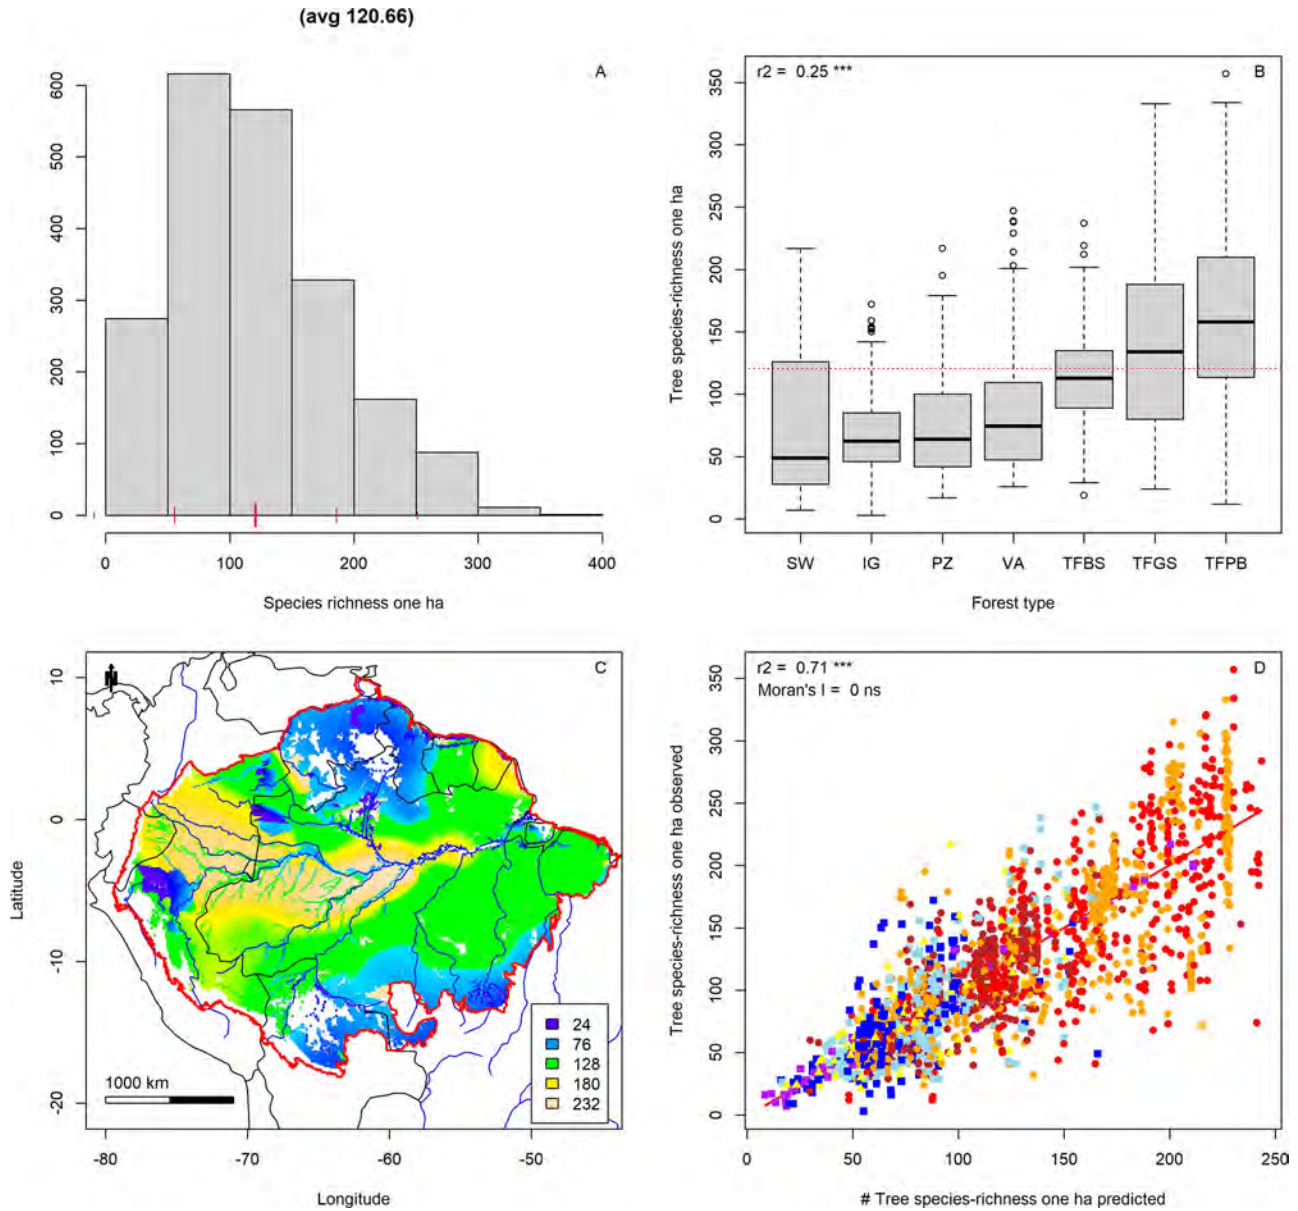 (avg 120.66)
A
600
500
400
300
200
100
0
0 100 200 300 400
Species richness one ha
r2 = 0.25 ***
B
350
300
250
200
150
100
50
0
Tree species-richness one ha
SW IG PZ VA TFBS TFGS TFPB
Forest type
C
N
10
0
-10
-20
Latitude
24
76
128
180
232
1000 km
-80 -70 -60 -50
Longitude
r2 = 0.71 ***
Moran's I = 0 ns
D
350
300
250
200
150
100
50
0
Tree species-richness one ha observed
0 50 100 150 200 250
# Tree species-richness one ha predicted